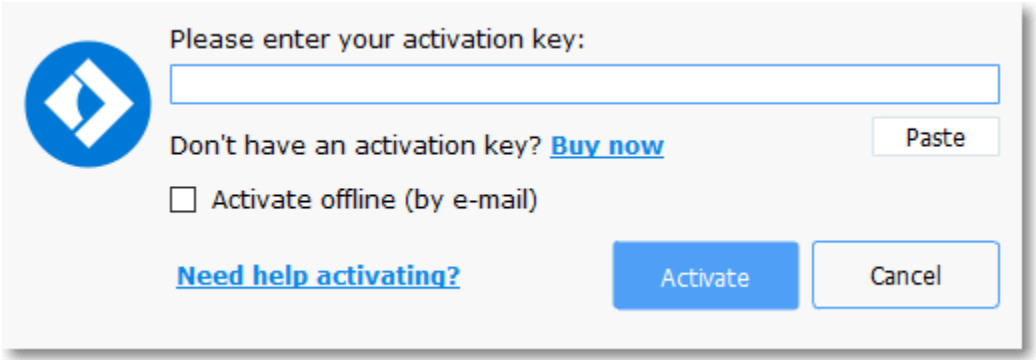 Please enter your activation key:
Don't have an activation key? Buy now
Paste
Activate offline (by e-mail)
Need help activating?
Activate
Cancel